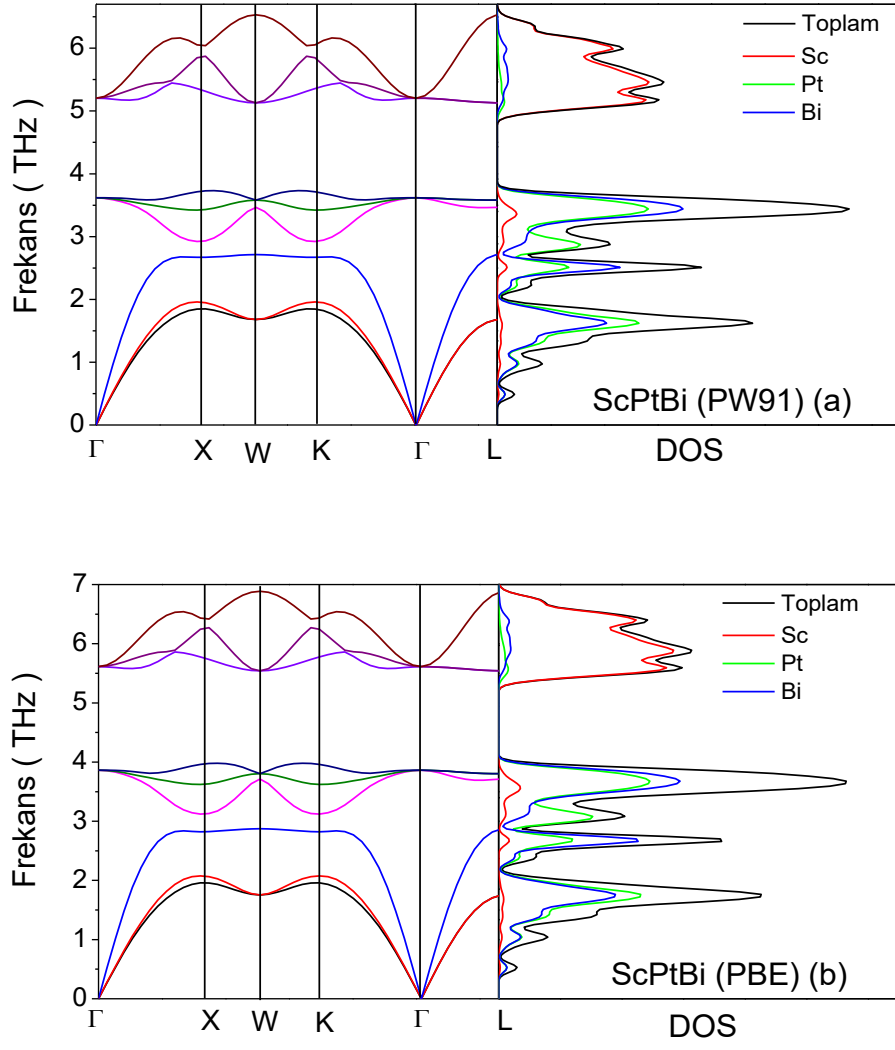 Frekans ( THz )
6
5
4
3
2
1
0
Toplam
Sc
Pt
Bi
ScPtBi (PW91) (a)
Γ X W K Γ L DOS
Frekans ( THz )
7
6
5
4
3
2
1
0
Toplam
Sc
Pt
Bi
ScPtBi (PBE) (b)
Γ X W K Γ L DOS